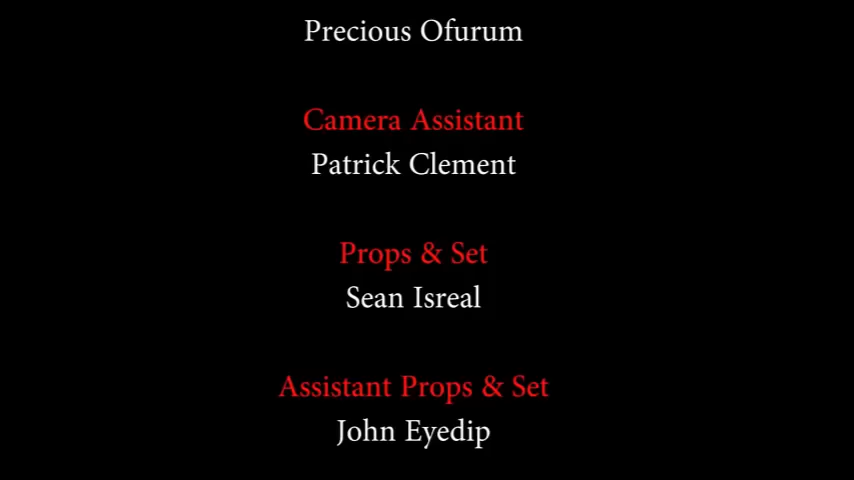 Precious Ofurum
Camera Assistant
Patrick Clement
Props & Set
Sean Isreal
Assistant Props & Set
John Eyedip